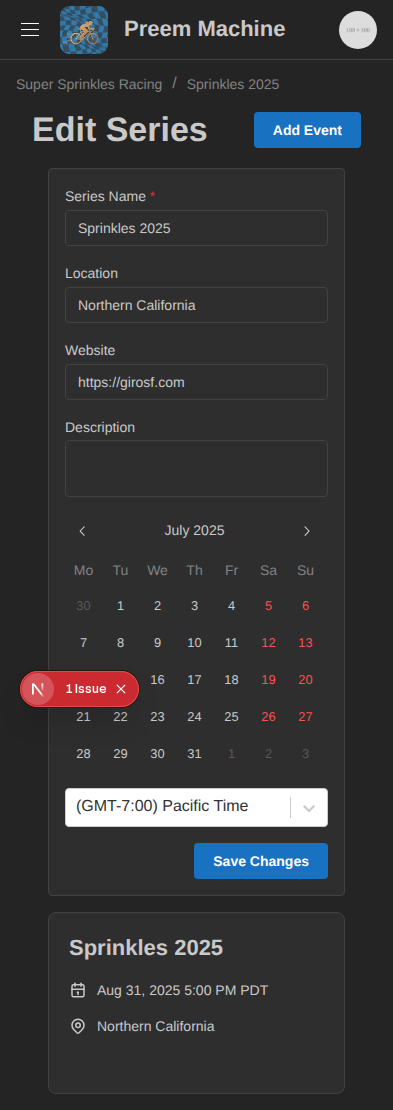 Preem Machine
100 × 100
Super Sprinkles Racing / Sprinkles 2025
Edit Series
Add Event
Series Name *
Sprinkles 2025
Location
Northern California
Website
https://girosf.com
Description
July 2025
Mo Tu We Th Fr Sa Su
30 1 2 3 4 5 6
7 8 9 10 11 12 13
N 1 Issue 16 17 18 19 20
21 22 23 24 25 26 27
28 29 30 31 1 2 3
(GMT-7:00) Pacific Time
Save Changes
Sprinkles 2025
Aug 31, 2025 5:00 PM PDT
Northern California